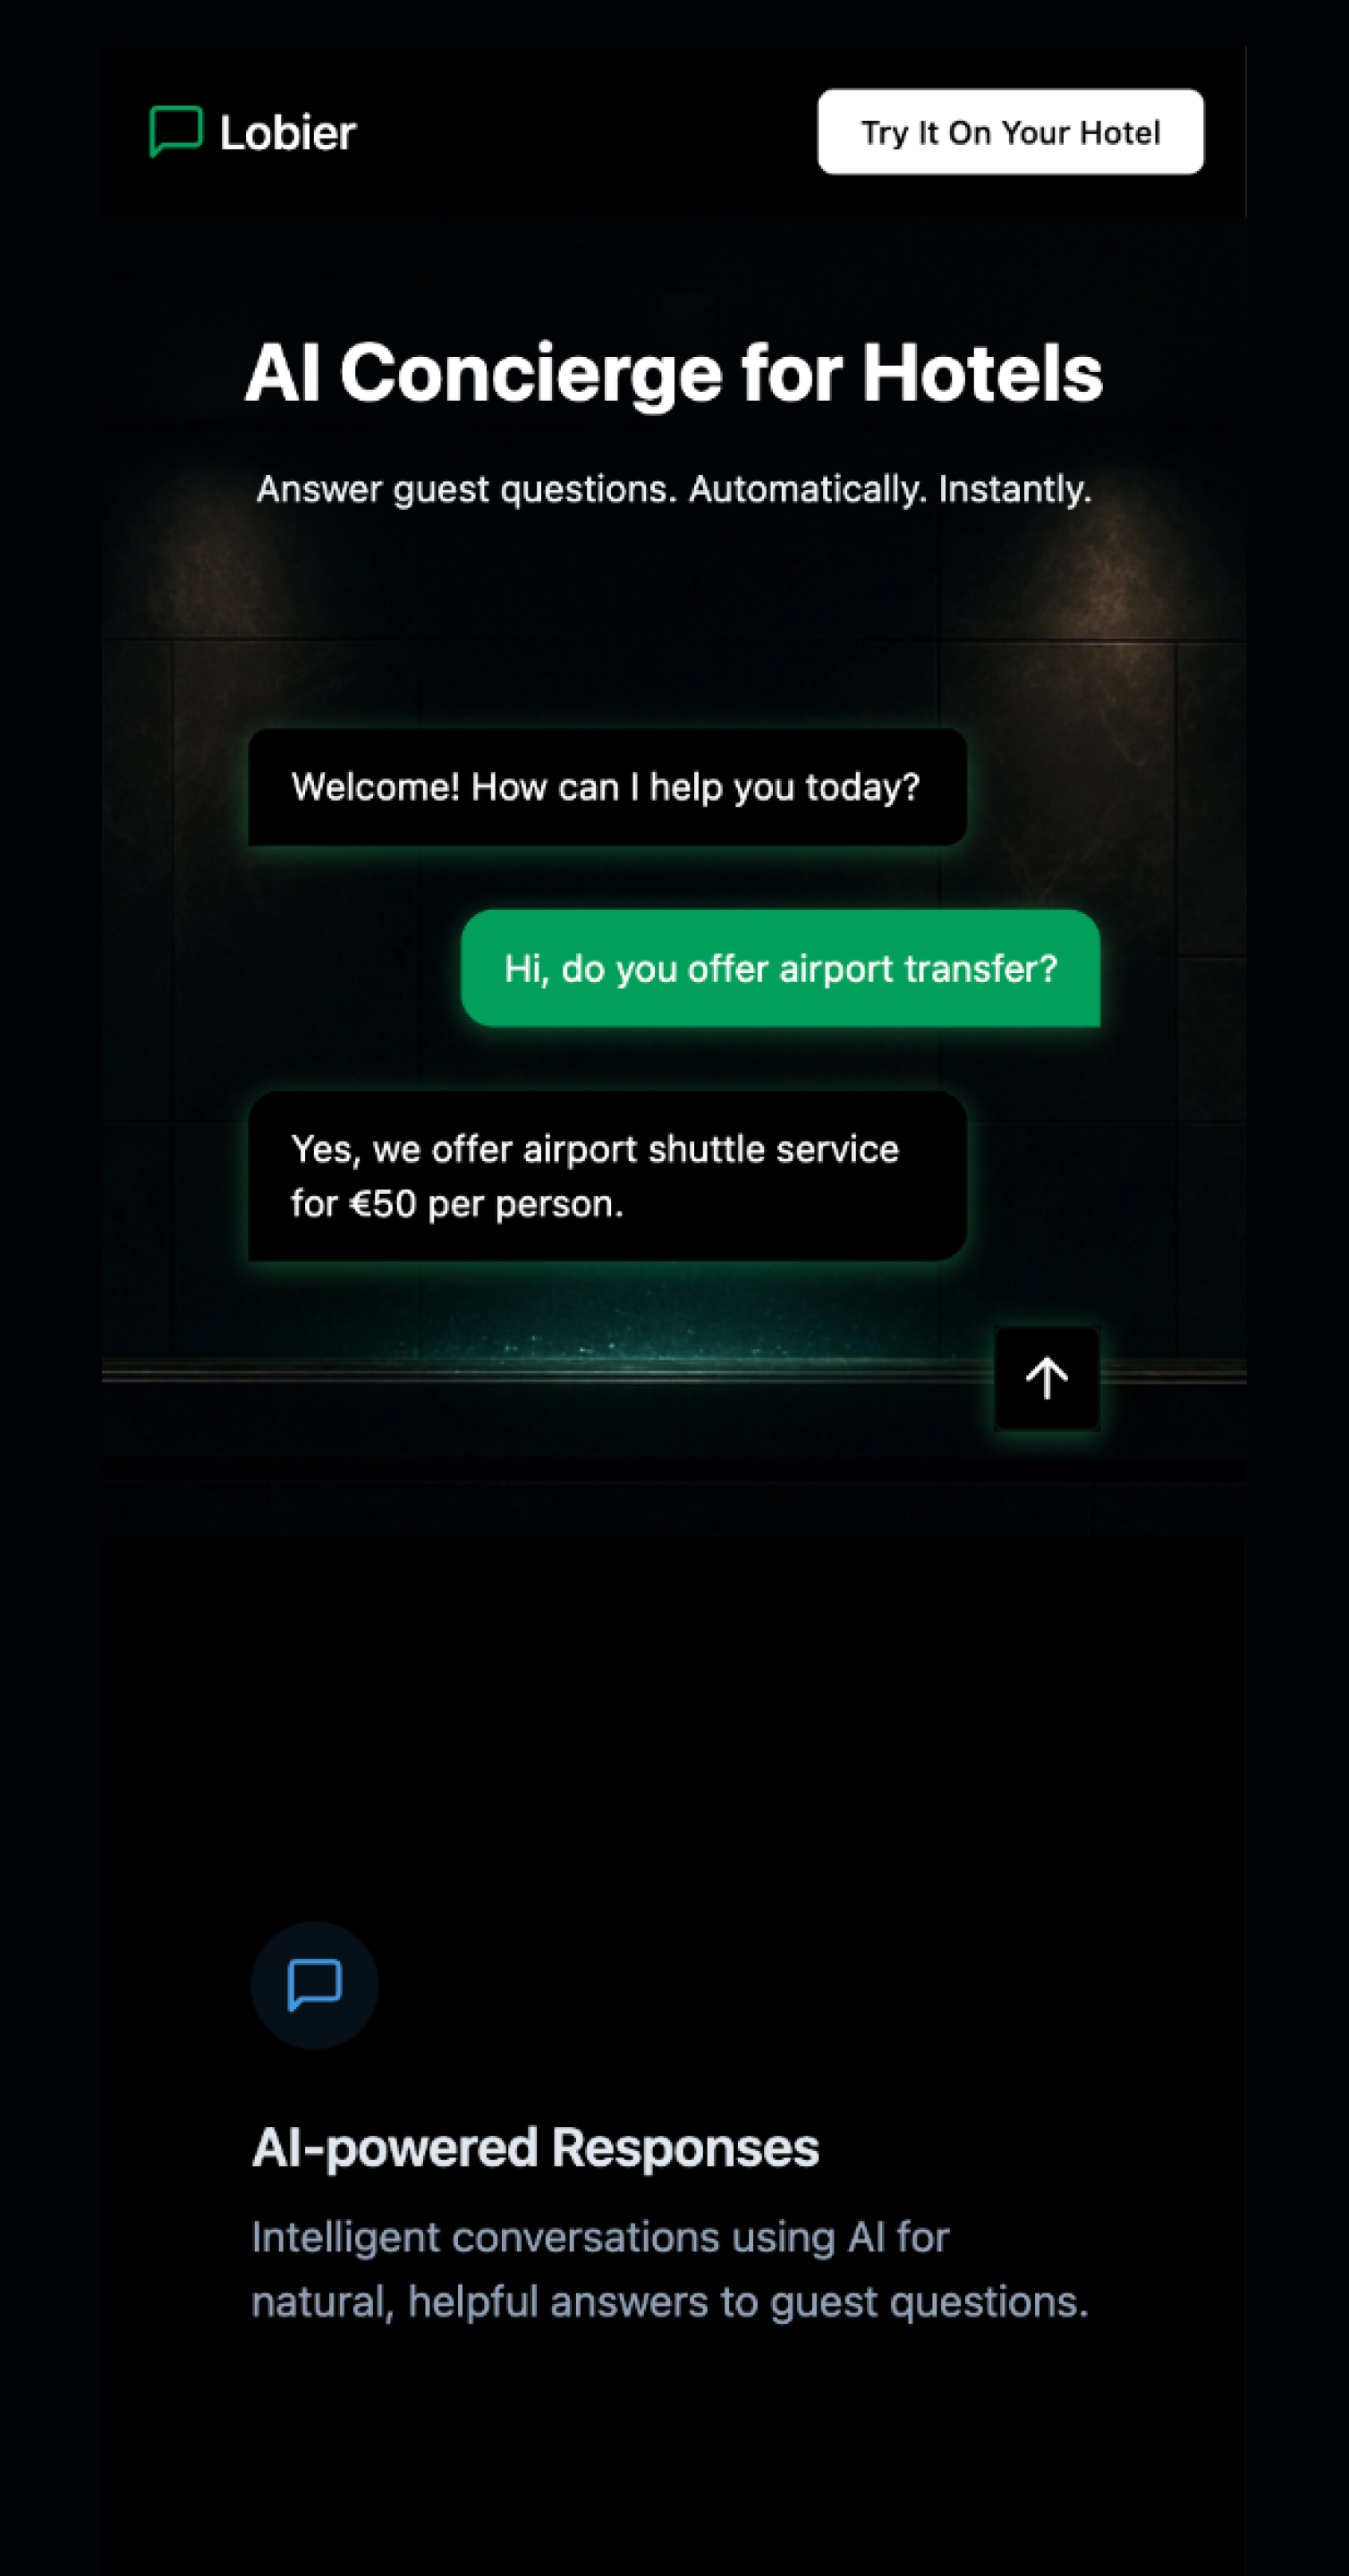 Lobier
Try It On Your Hotel
AI Concierge for Hotels
Answer guest questions. Automatically. Instantly.
Welcome! How can I help you today?
Hi, do you offer airport transfer?
Yes, we offer airport shuttle service
for €50 per person.
AI-powered Responses
Intelligent conversations using AI for
natural, helpful answers to guest questions.